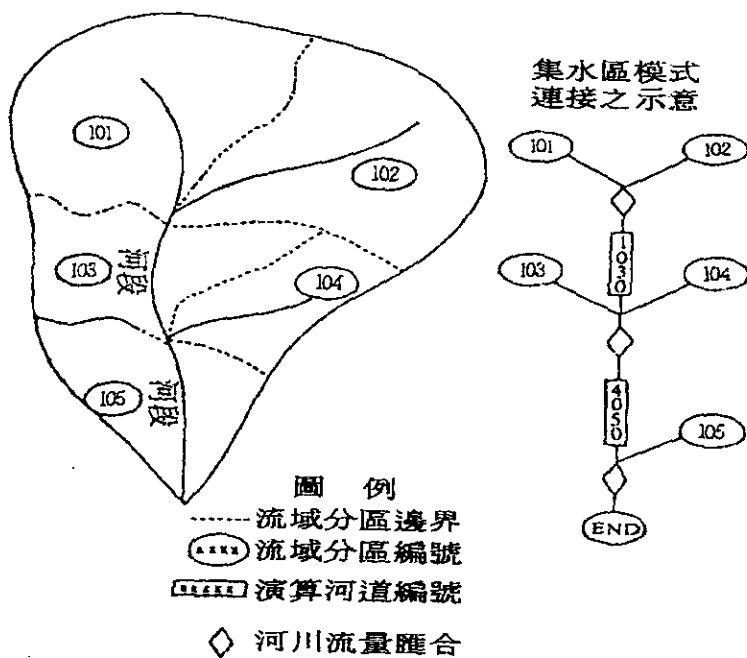 集水區模式
連接之示意
101
102
103
河段
104
105
河段
101
102
1030
103
104
4050
105
END
圖 例
流域分區邊界
流域分區編號
演算河道編號
河川流量匯合